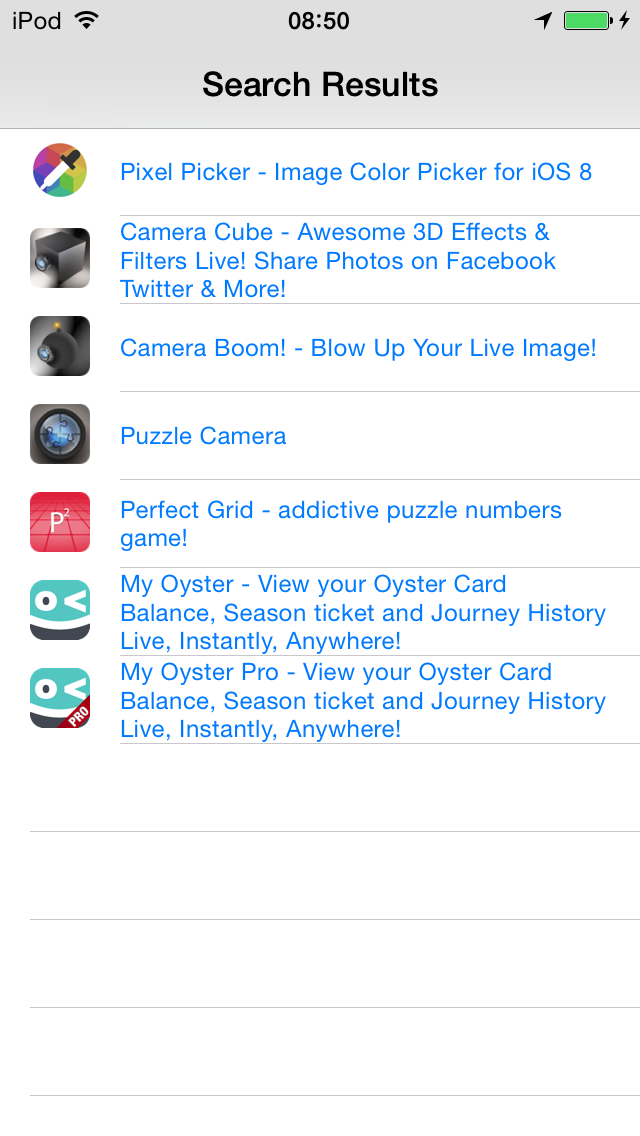 iPod 08:50
Search Results
Pixel Picker - Image Color Picker for iOS 8
Camera Cube - Awesome 3D Effects &
Filters Live! Share Photos on Facebook
Twitter & More!
Camera Boom! - Blow Up Your Live Image!
Puzzle Camera
P²
Perfect Grid - addictive puzzle numbers
game!
My Oyster - View your Oyster Card
Balance, Season ticket and Journey History
Live, Instantly, Anywhere!
PRO
My Oyster Pro - View your Oyster Card
Balance, Season ticket and Journey History
Live, Instantly, Anywhere!